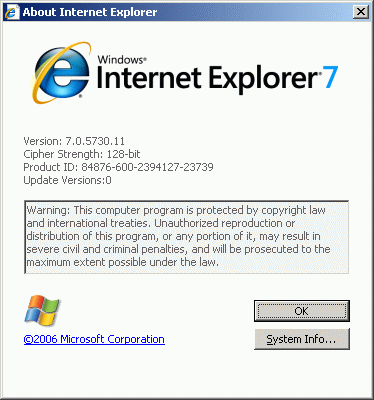 About Internet Explorer
Windows®
Internet Explorer 7
Version: 7.0.5730.11
Cipher Strength: 128-bit
Product ID: 84876-600-2394127-23739
Update Versions:0
Warning: This computer program is protected by copyright law
and international treaties. Unauthorized reproduction or
distribution of this program, or any portion of it, may result in
severe civil and criminal penalties, and will be prosecuted to the
maximum extent possible under the law.
OK
©2006 Microsoft Corporation
System Info...